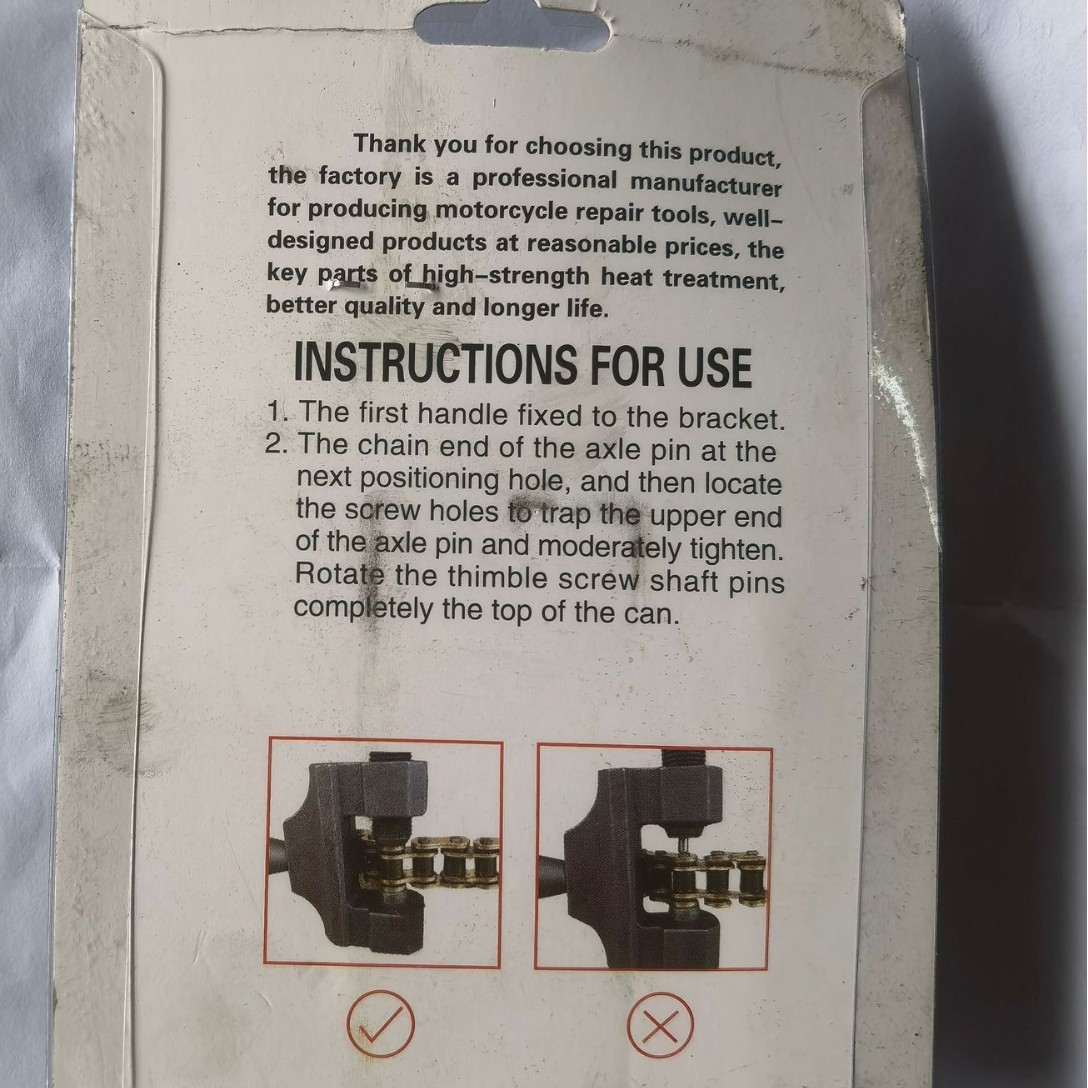 Thank you for choosing this product,
the factory is a professional manufacturer
for producing motorcycle repair tools, well-
designed products at reasonable prices, the
key parts of high-strength heat treatment,
better quality and longer life.
INSTRUCTIONS FOR USE
1. The first handle fixed to the bracket.
2. The chain end of the axle pin at the
next positioning hole, and then locate
the screw holes to trap the upper end
of the axle pin and moderately tighten.
Rotate the thimble screw shaft pins
completely the top of the can.